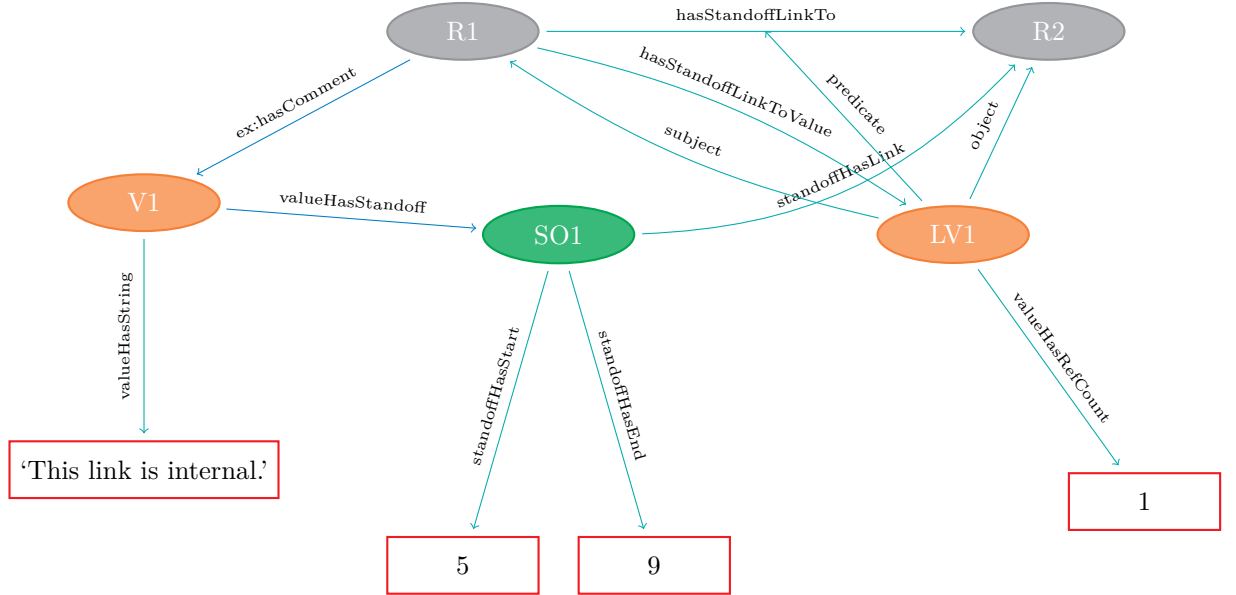 hasStandoffLinkTo
R1
R2
hasStandoffLinkToValue
predicate
ex:hasComment
subject
object
standoffHasLink
V1
valueHasStandoff
SO1
LV1
valueHasString
standoffHasStart
standoffHasEnd
valueHasRefCount
‘This link is internal.’
1
5
9